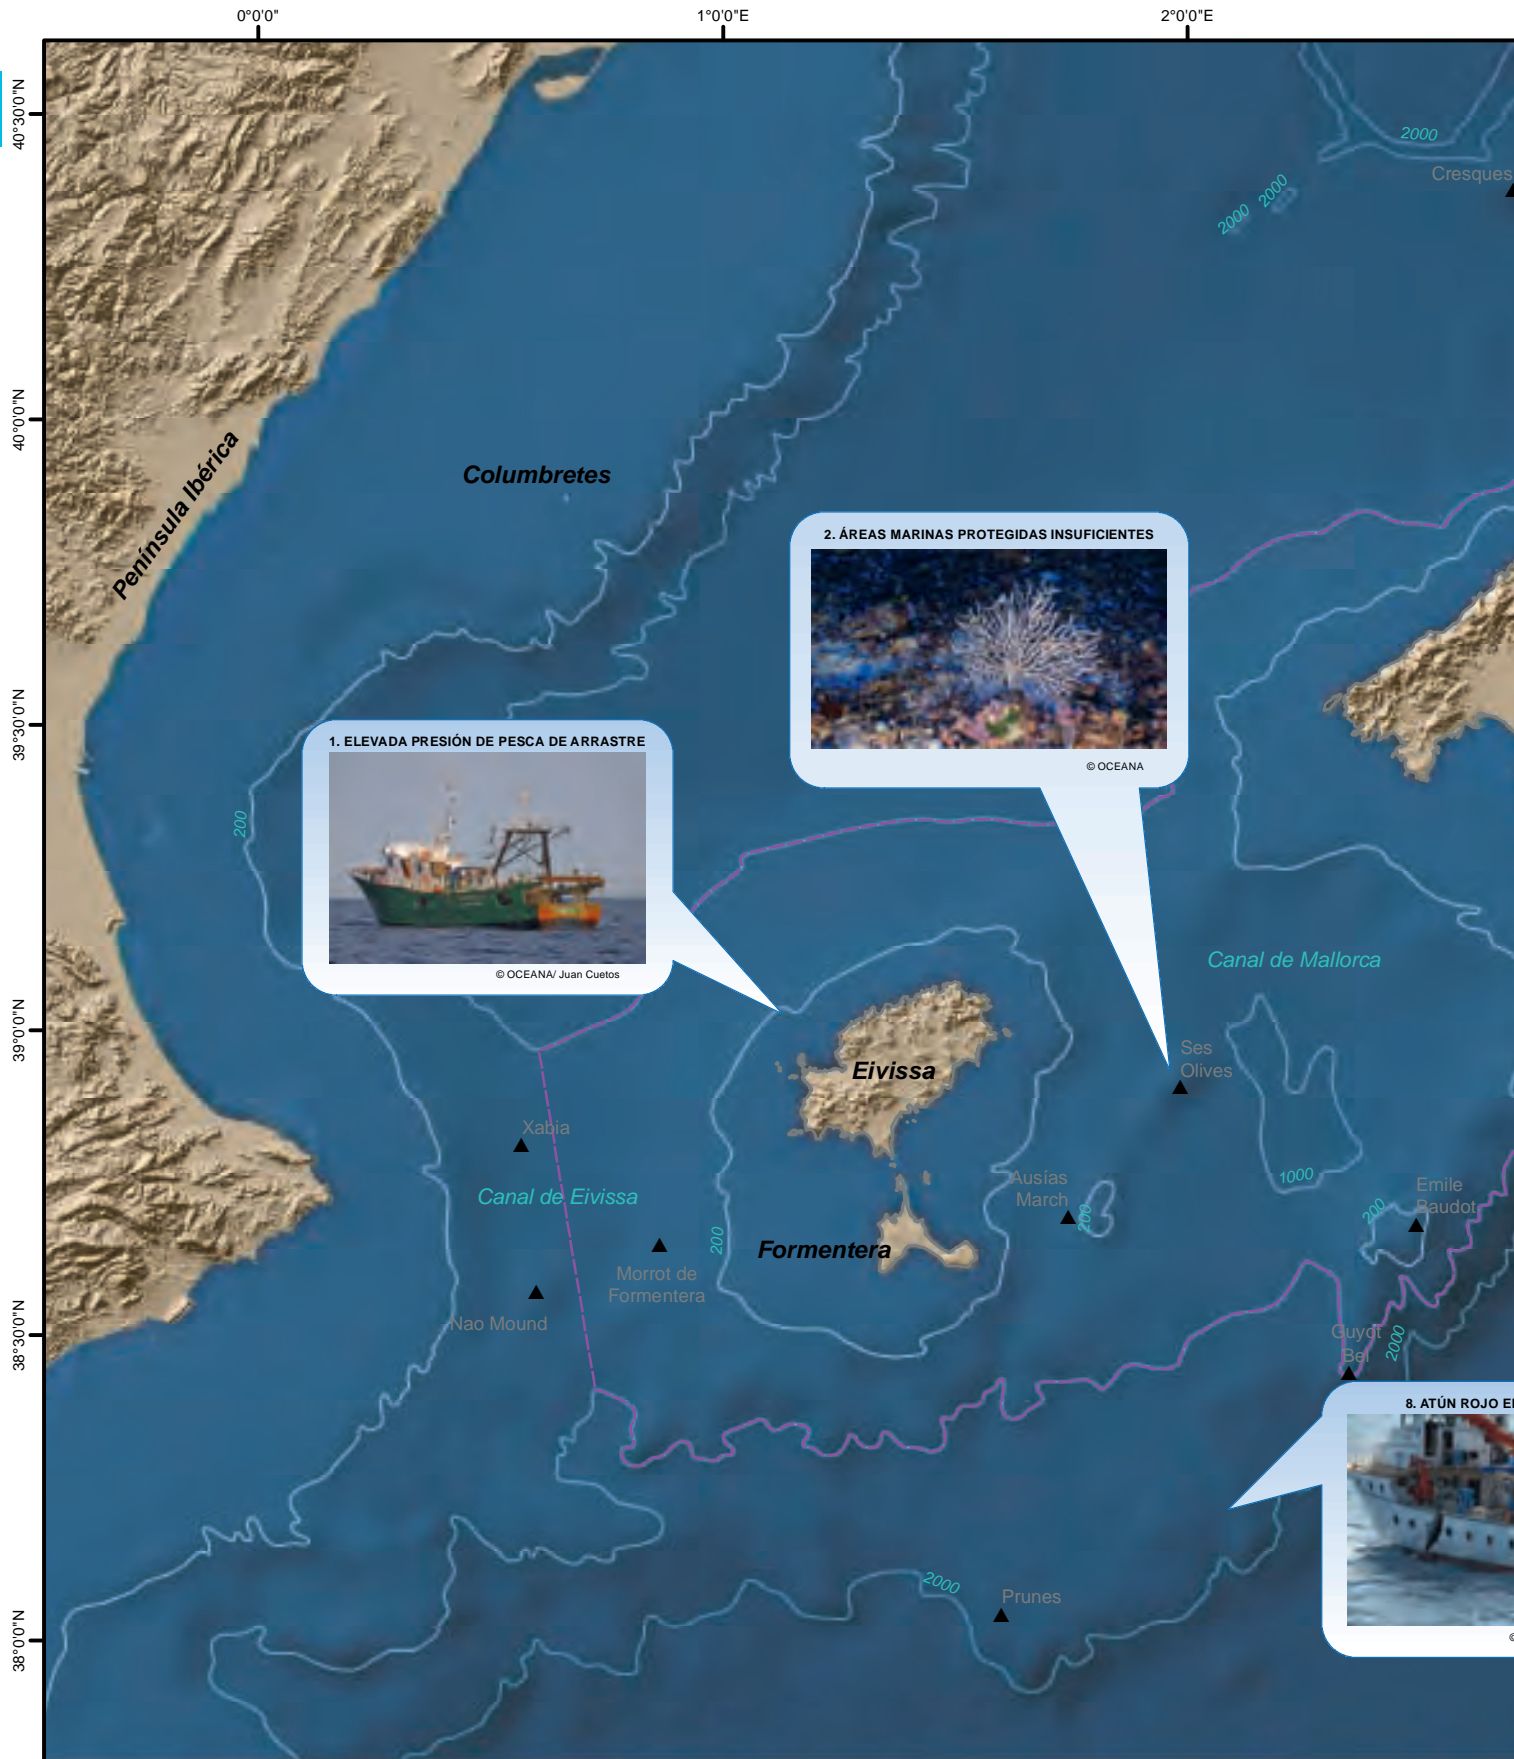 0°0'0"
1°0'0"E
2°0'0"E
40°30'0"N
40°0'0"N
39°30'0"N
39°0'0"N
38°30'0"N
38°0'0"N
2000
Cresques
2000
2000
Península Ibérica
Columbretes
2. ÁREAS MARINAS PROTEGIDAS INSUFICIENTES
© OCEANA
1. ELEVADA PRESIÓN DE PESCA DE ARRASTRE
© OCEANA/ Juan Cuetos
200
Canal de Mallorca
Ses
Olives
Eivissa
Xabia
Canal de Eivissa
Ausías
March
200
1000
Emile
Baudot
200
200
Formentera
Morrot de
Formentera
Nao Mound
Guyot
Bel
2000
8. ATÚN ROJO
2000
Prunes
©